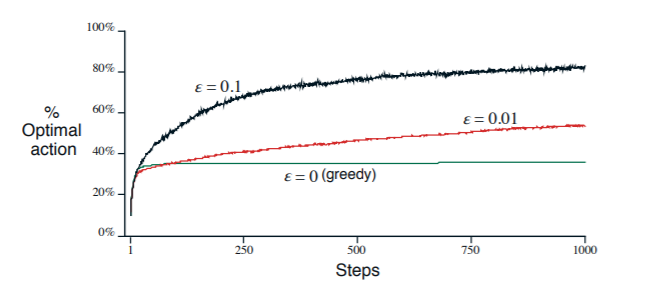 100%
80%
ε = 0.1
60%
%
Optimal
action
ε = 0.01
40%
ε = 0 (greedy)
20%
0%
1 250 500 750 1000
Steps